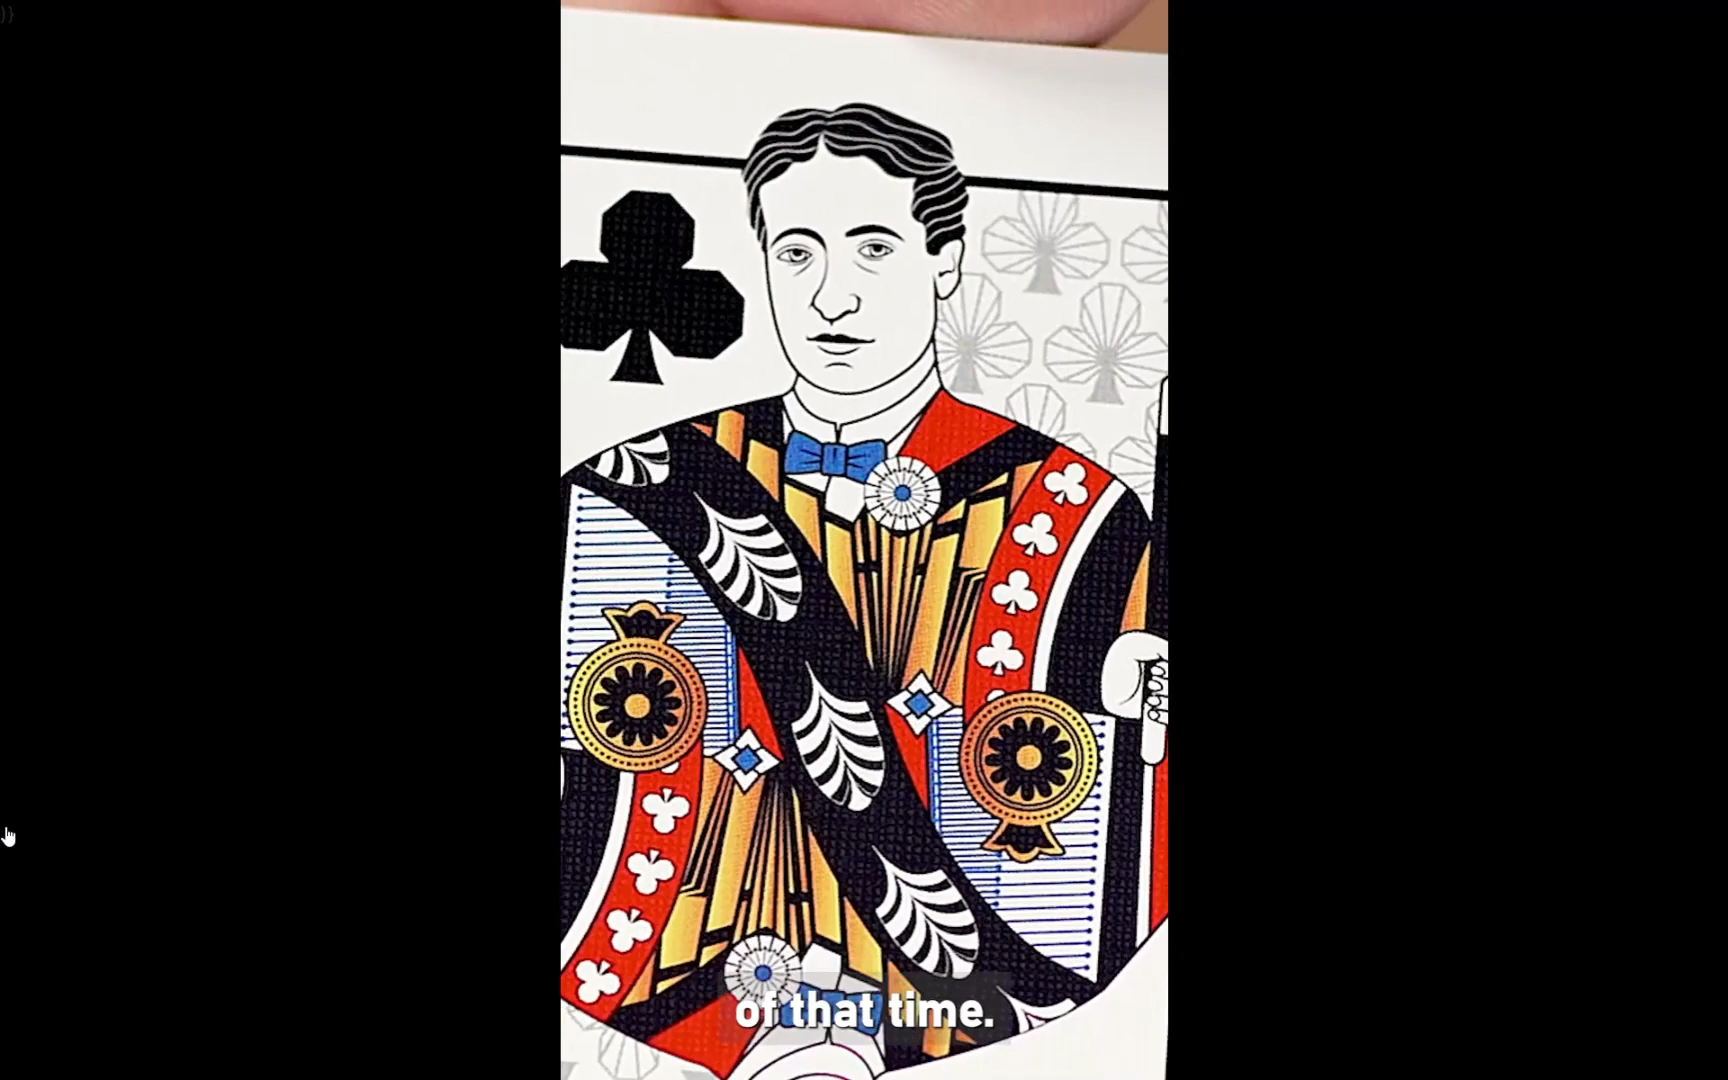 )}
of that time.